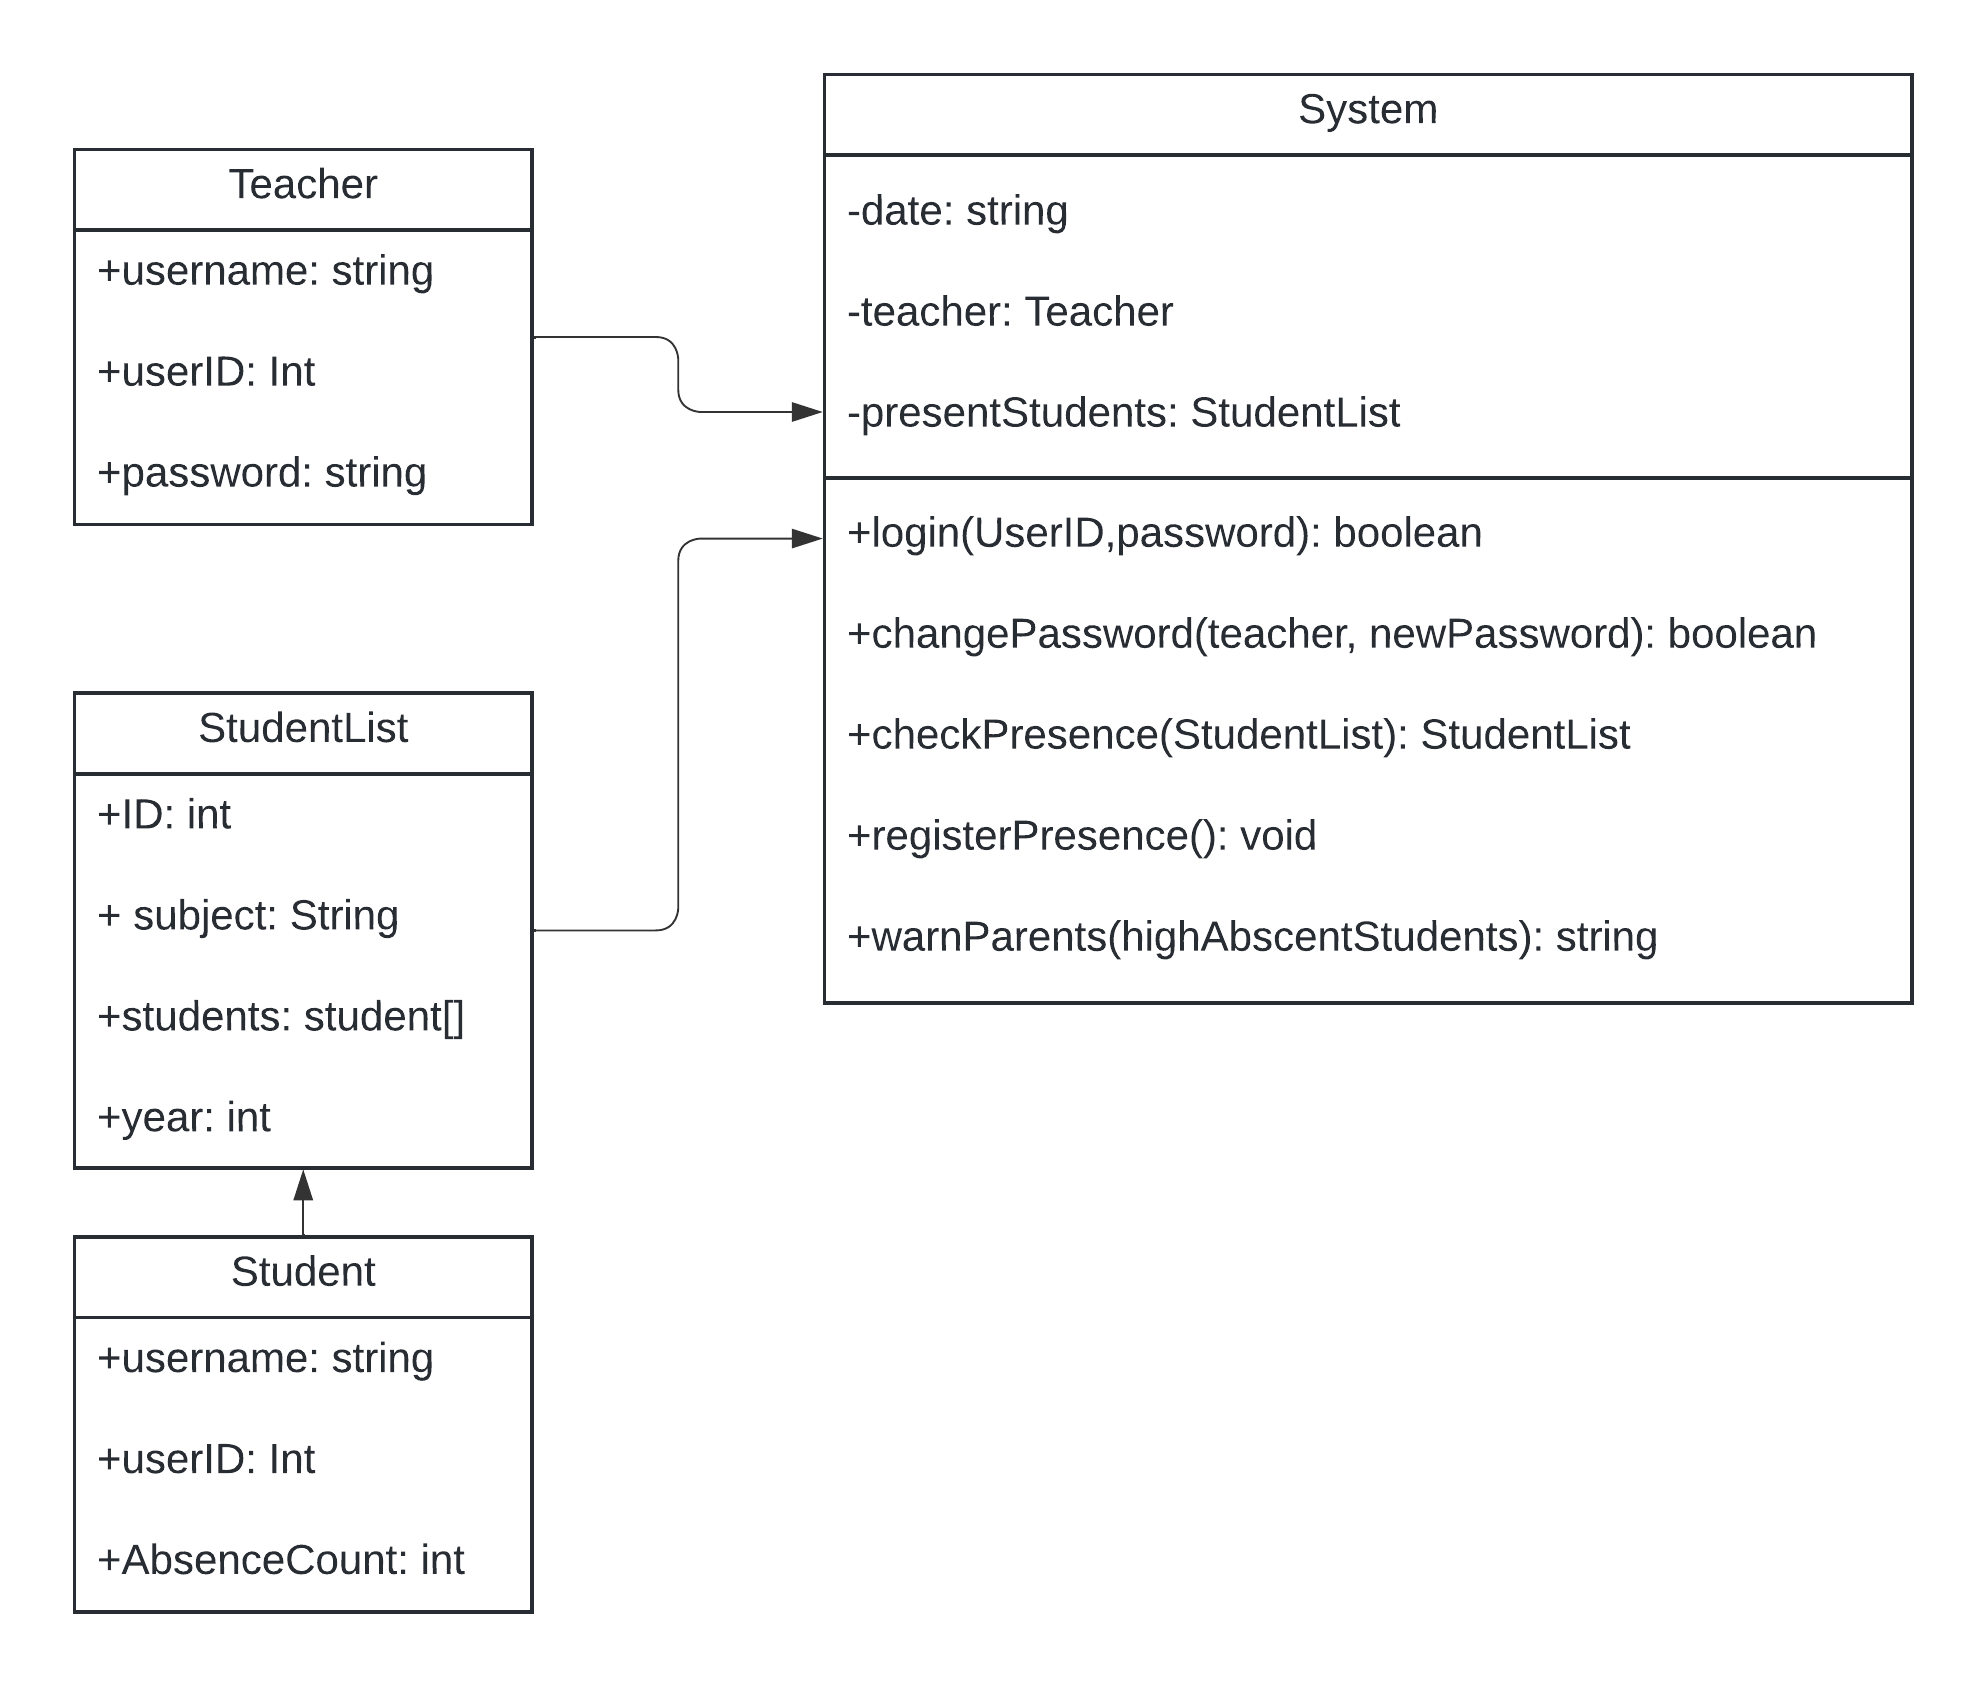 Teacher
+username: string
+userID: Int
+password: string
System
-date: string
-teacher: Teacher
-presentStudents: StudentList
+login(UserID,password): boolean
+changePassword(teacher, newPassword): boolean
+checkPresence(StudentList): StudentList
+registerPresence(): void
+warnParents(highAbscentStudents): string
StudentList
+ID: int
+ subject: String
+students: student[]
+year: int
Student
+username: string
+userID: Int
+AbsenceCount: int